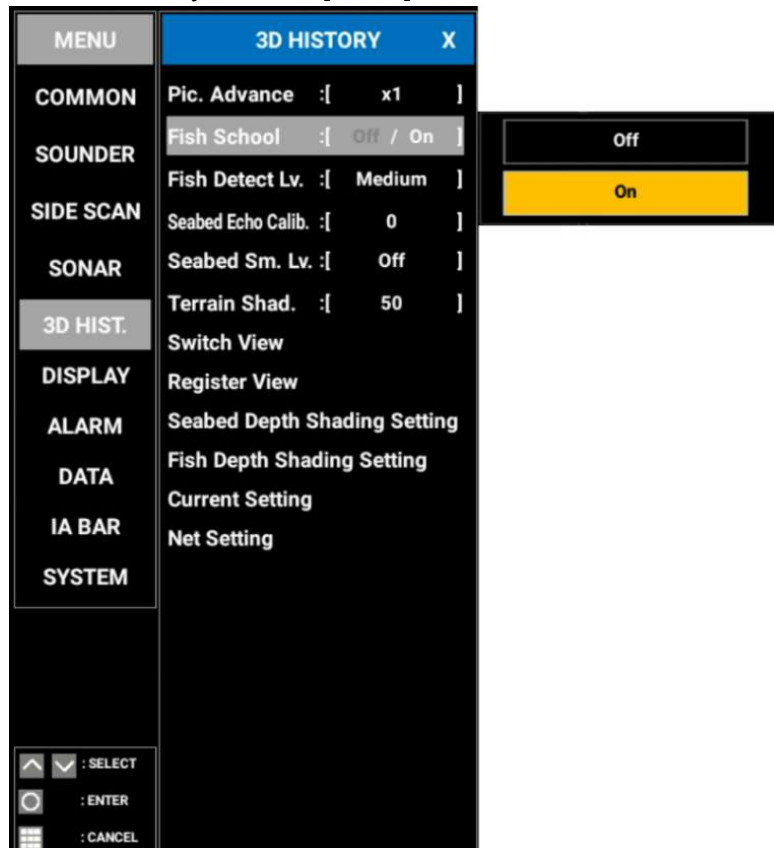 MENU
COMMON
SOUNDER
SIDE SCAN
SONAR
3D HIST.
DISPLAY
ALARM
DATA
IA BAR
SYSTEM
: SELECT
: ENTER
: CANCEL
3D HISTORY X
Pic. Advance :[ x1 ]
Fish School :[ Off / On ]
Fish Detect Lv. :[ Medium ]
Seabed Echo Calib. :[ 0 ]
Seabed Sm. Lv. :[ Off ]
Terrain Shad. :[ 50 ]
Switch View
Register View
Seabed Depth Shading Setting
Fish Depth Shading Setting
Current Setting
Net Setting
Off
On